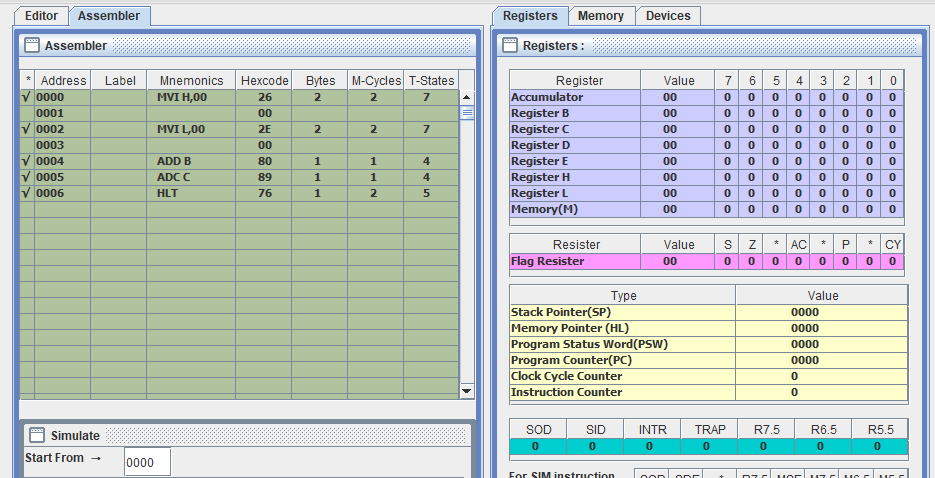 Editor Assembler
Assembler
* Address Label Mnemonics Hexcode Bytes M-Cycles T-States
√ 0000 MVI H,00 26 2 2 7
0001 00
√ 0002 MVI L,00 2E 2 2 7
0003 00
√ 0004 ADD B 80 1 1 4
√ 0005 ADC C 89 1 1 4
√ 0006 HLT 76 1 2 5
Simulate
Start From → 0000
Registers Memory Devices
Registers :
Register Value 7 6 5 4 3 2 1 0
Accumulator 00 0 0 0 0 0 0 0 0
Register B 00 0 0 0 0 0 0 0 0
Register C 00 0 0 0 0 0 0 0 0
Register D 00 0 0 0 0 0 0 0 0
Register E 00 0 0 0 0 0 0 0 0
Register H 00 0 0 0 0 0 0 0 0
Register L 00 0 0 0 0 0 0 0 0
Memory(M) 00 0 0 0 0 0 0 0 0
Resister Value S Z * AC * P * CY
Flag Resister 00 0 0 0 0 0 0 0 0
Type Value
Stack Pointer(SP) 0000
Memory Pointer (HL) 0000
Program Status Word(PSW) 0000
Program Counter(PC) 0000
Clock Cycle Counter 0
Instruction Counter 0
SOD SID INTR TRAP R7.5 R6.5 R5.5
0 0 0 0 0 0 0
For SIM instruction SOD SDE * R7.5 MSE M7.5 M6.5 M5.5